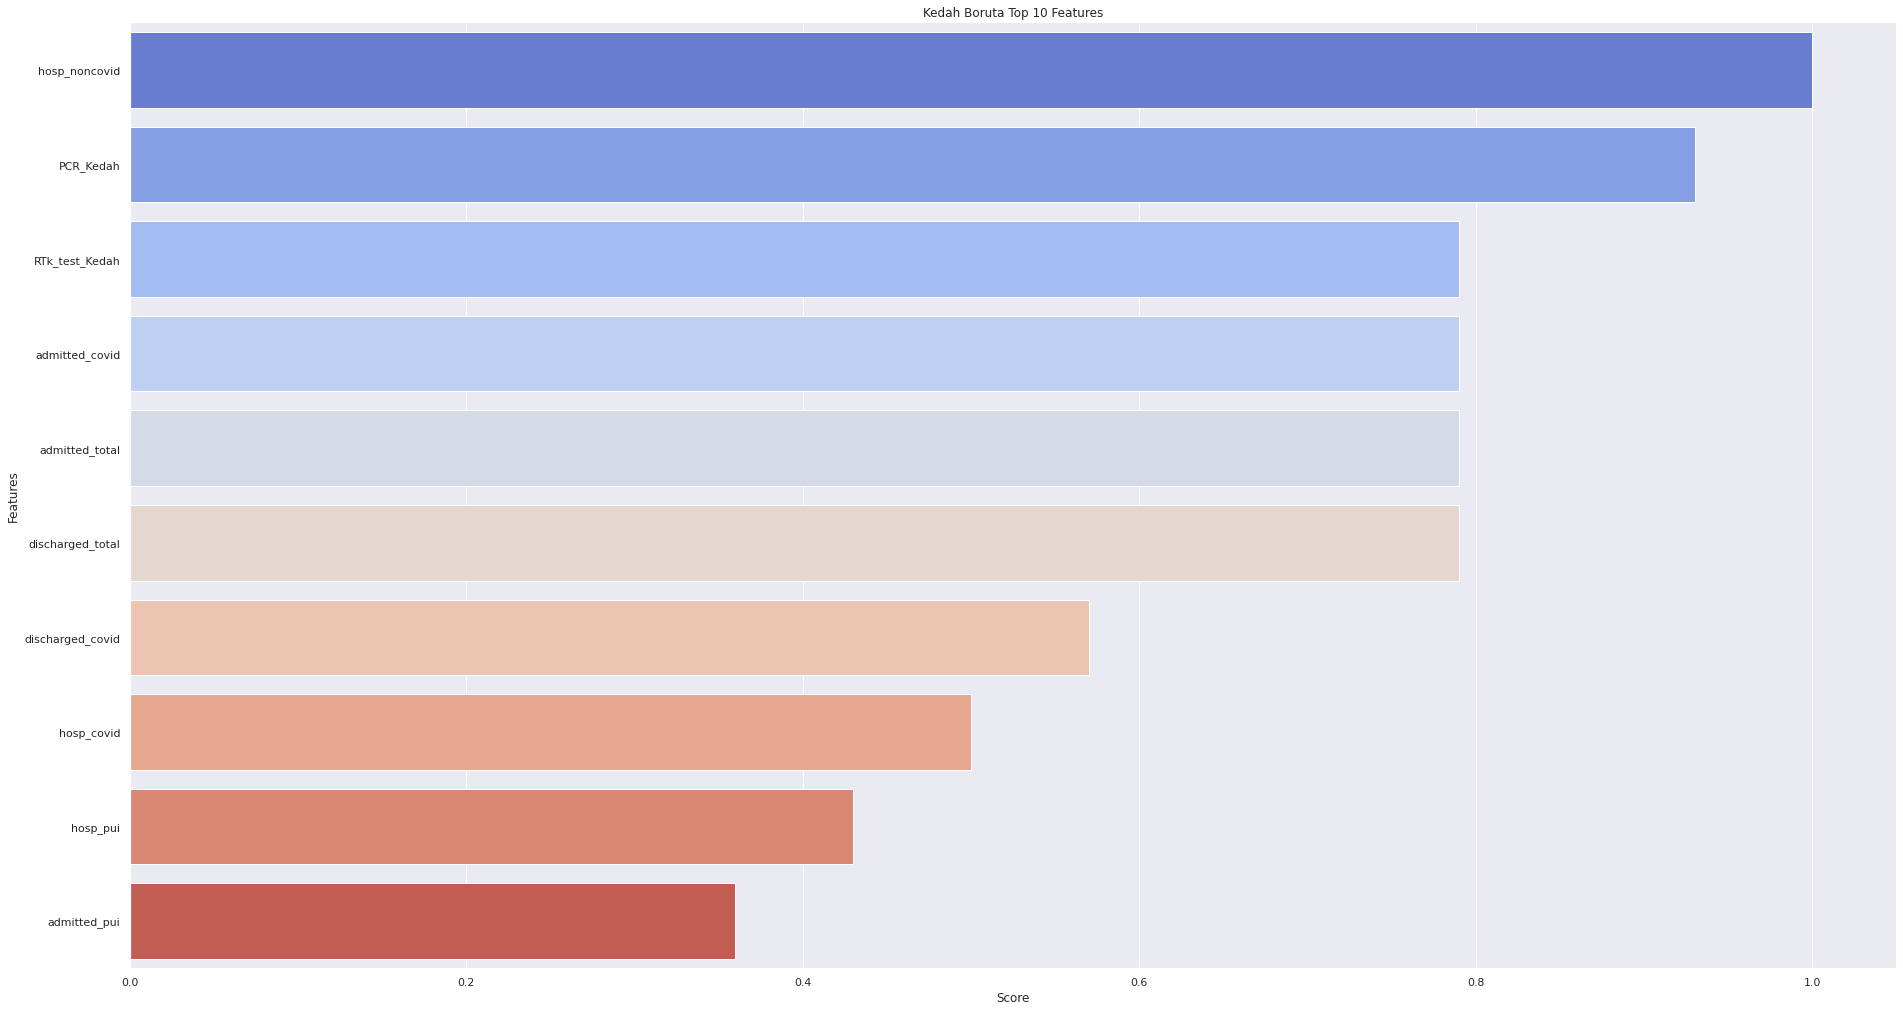 Kedah Boruta Top 10 Features
hosp_noncovid
PCR_Kedah
RTk_test_Kedah
admitted_covid
admitted_total
discharged_total
discharged_covid
hosp_covid
hosp_pui
admitted_pui
Features
0.0 0.2 0.4 0.6 0.8 1.0
Score